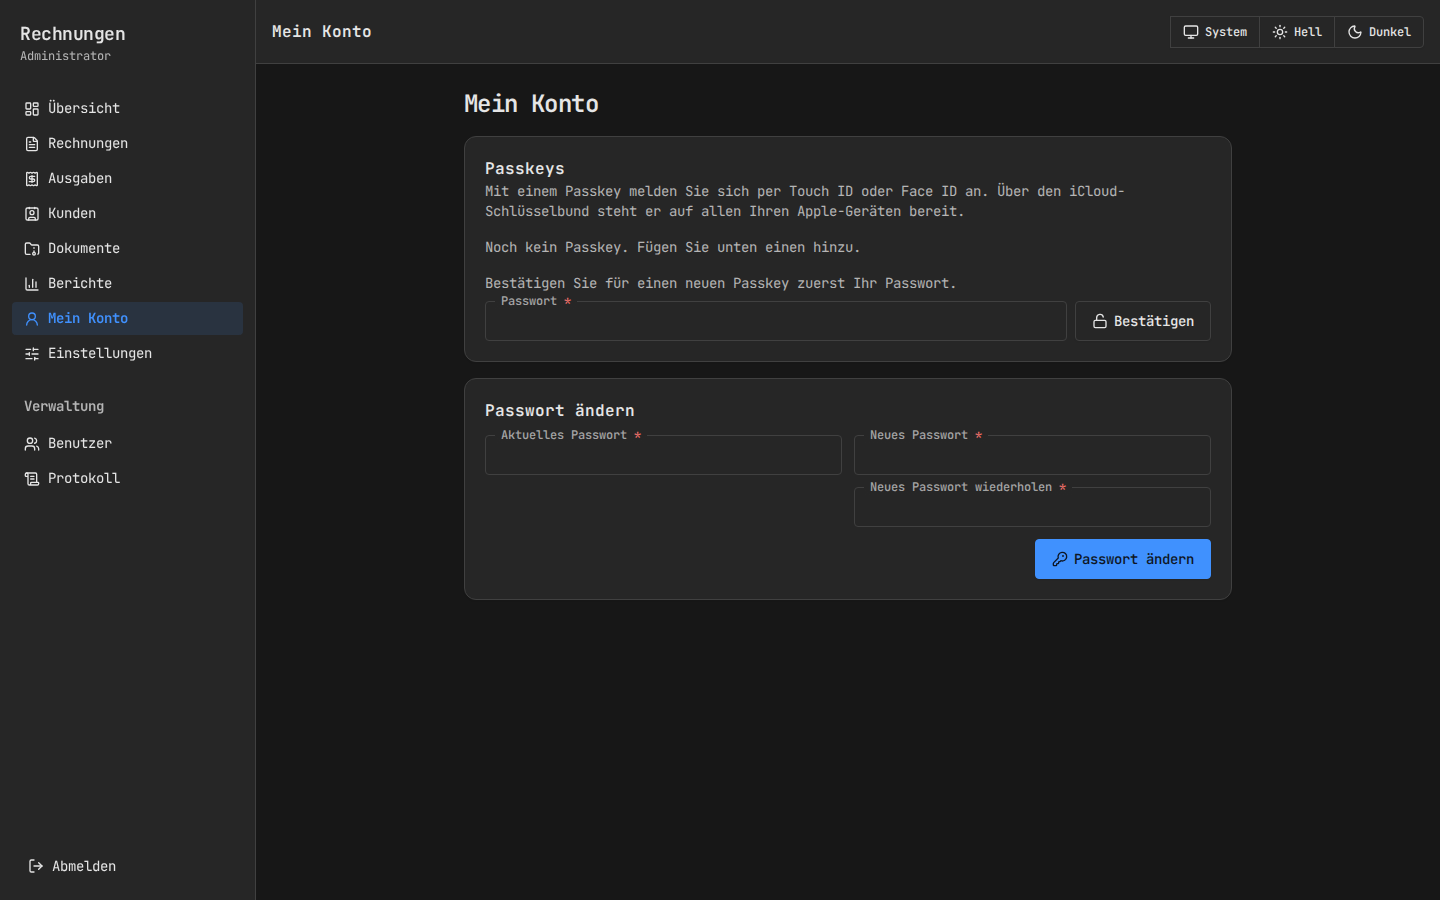 Rechnungen
Administrator
Übersicht
Rechnungen
Ausgaben
Kunden
Dokumente
Berichte
Mein Konto
Einstellungen
Verwaltung
Benutzer
Protokoll
Abmelden
Mein Konto
System
Hell
Dunkel
Mein Konto
Passkeys
Mit einem Passkey melden Sie sich per Touch ID oder Face ID an. Über den iCloud-
Schlüsselbund steht er auf allen Ihren Apple-Geräten bereit.
Noch kein Passkey. Fügen Sie unten einen hinzu.
Bestätigen Sie für einen neuen Passkey zuerst Ihr Passwort.
Passwort *
Bestätigen
Passwort ändern
Aktuelles Passwort *
Neues Passwort *
Neues Passwort wiederholen *
Passwort ändern